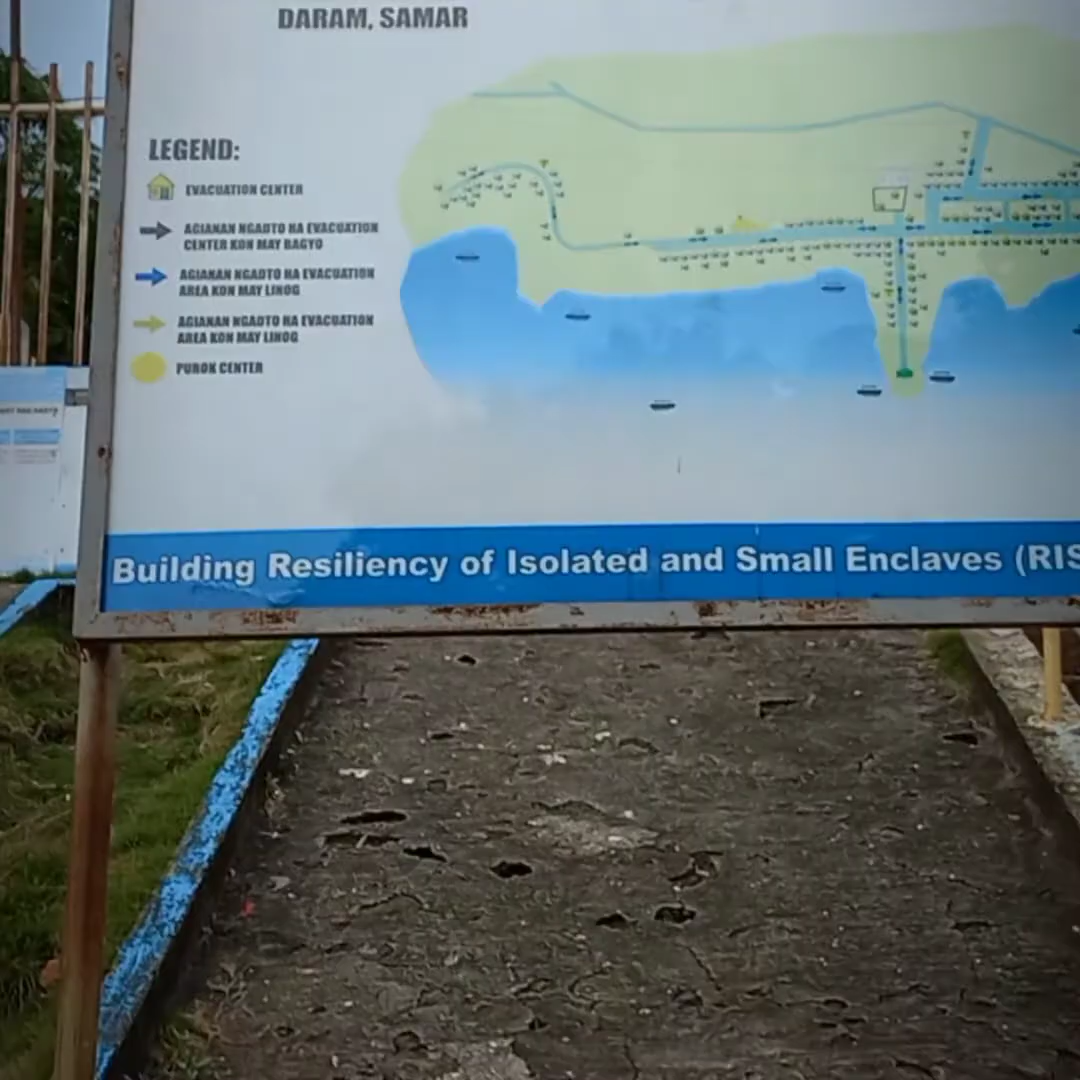 DARAM, SAMAR
LEGEND:
EVACUATION CENTER
AGIANAN NGADTO HA EVACUATION
CENTER KON MAY BAGYO
AGIANAN NGADTO HA EVACUATION
AREA KON MAY LINOG
AGIANAN NGADTO HA EVACUATION
AREA KON MAY LINOG
PUROK CENTER
Building Resiliency of Isolated and Small Enclaves (RIS